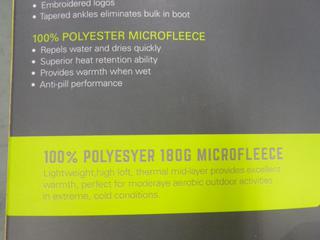 • Embroidered logos
• Tapered ankles eliminates bulk in boot
100% POLYESTER MICROFLEECE
• Repels water and dries quickly
• Superior heat retention ability
• Provides warmth when wet
• Anti-pill performance
100% POLYESYER 180G MICROFLEECE
Lightweight,high loft, thermal mid-layer provides excellent
warmth, perfect for moderaye aerobic outdoor activities
in extreme, cold conditions.